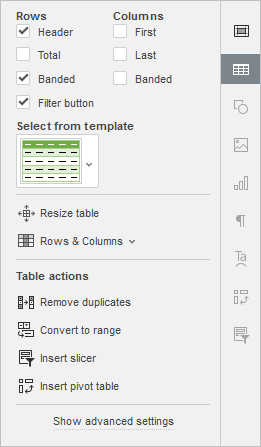 Rows Columns
Header First
Total Last
Banded Banded
Filter button
Select from template
Resize table
Rows & Columns
Table actions
Remove duplicates
Convert to range
Insert slicer
Insert pivot table
Show advanced settings
¶
Ta